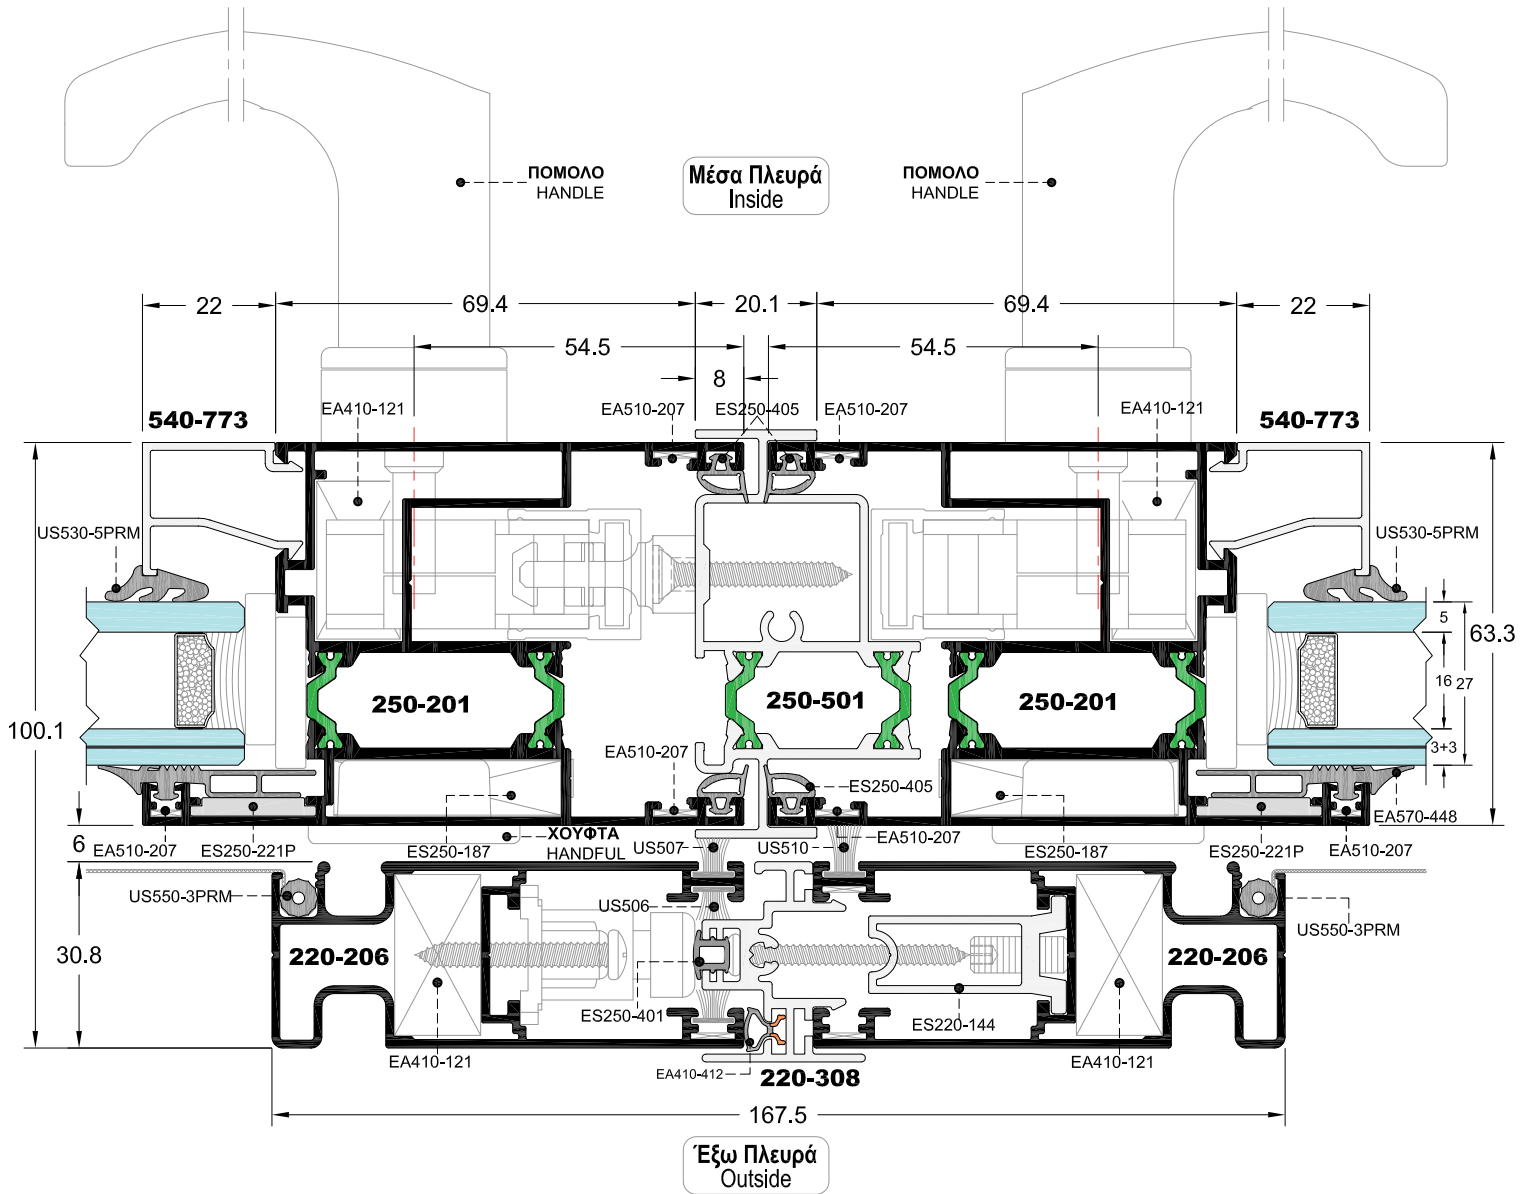 ΠΟΜΟΛΟ
HANDLE
Μέσα Πλευρά
Inside
ΠΟΜΟΛΟ
HANDLE
22
69.4
20.1
69.4
22
54.5
54.5
8
540-773
EA410-121
EA510-207
ES250-405
EA510-207
EA410-121
540-773
US530-5PRM
US530-5PRM
5
63.3
16
27
3+3
100.1
250-201
250-501
250-201
EA510-207
ES250-405
EA570-448
6
EA510-207
ES250-221P
ES250-187
ΧΟΥΦΤΑ
HANDFUL
US507
US510
EA510-207
ES250-187
ES250-221P
EA510-207
US550-3PRM
US506
US550-3PRM
30.8
220-206
220-206
ES250-401
ES220-144
EA410-121
EA410-412
220-308
EA410-121
167.5
Έξω Πλευρά
Outside